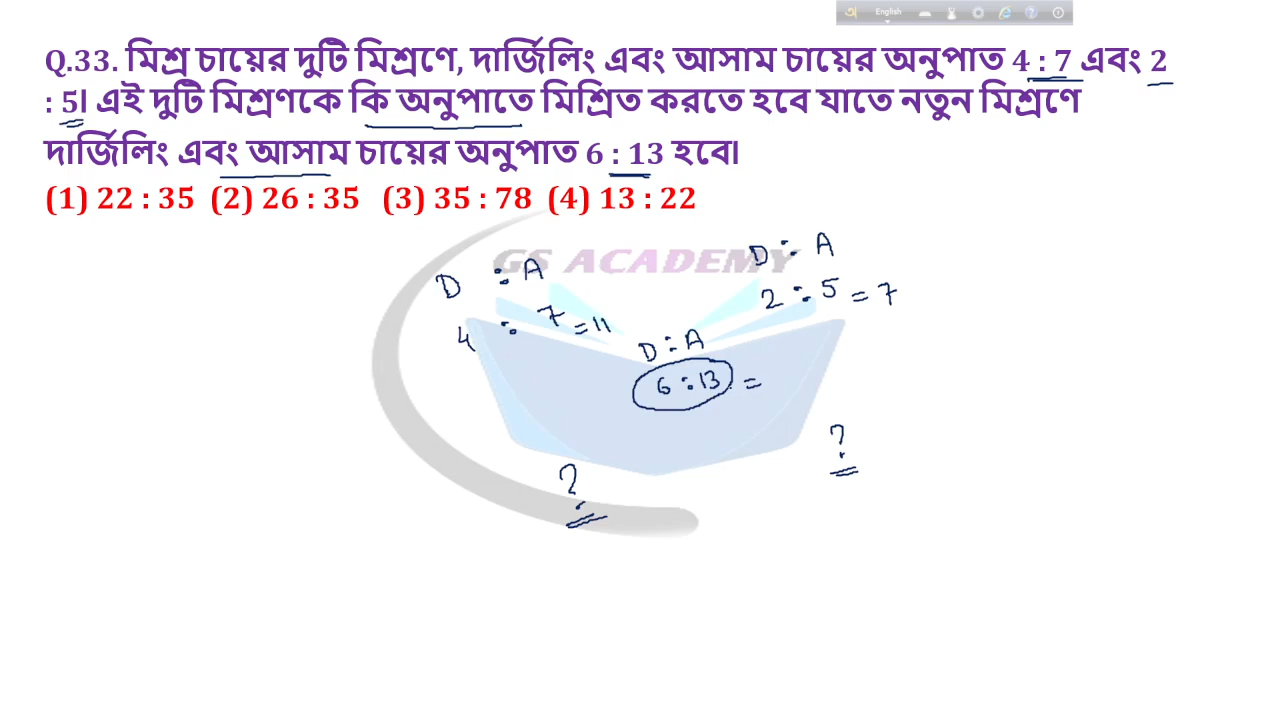 English
Q.33. মিশ্র চায়ের দুটি মিশ্রণে, দার্জিলিং এবং আসাম চায়ের অনুপাত 4 : 7 এবং 2
: 5। এই দুটি মিশ্রণকে কি অনুপাতে মিশ্রিত করতে হবে যাতে নতুন মিশ্রণে
দার্জিলিং এবং আসাম চায়ের অনুপাত 6 : 13 হবে।
(1) 22 : 35 (2) 26 : 35 (3) 35 : 78 (4) 13 : 22
GS ACADEMY
D : A
4 : 7 = 11
D : A
2 : 5 = 7
D : A
6 : 13 =
?
?